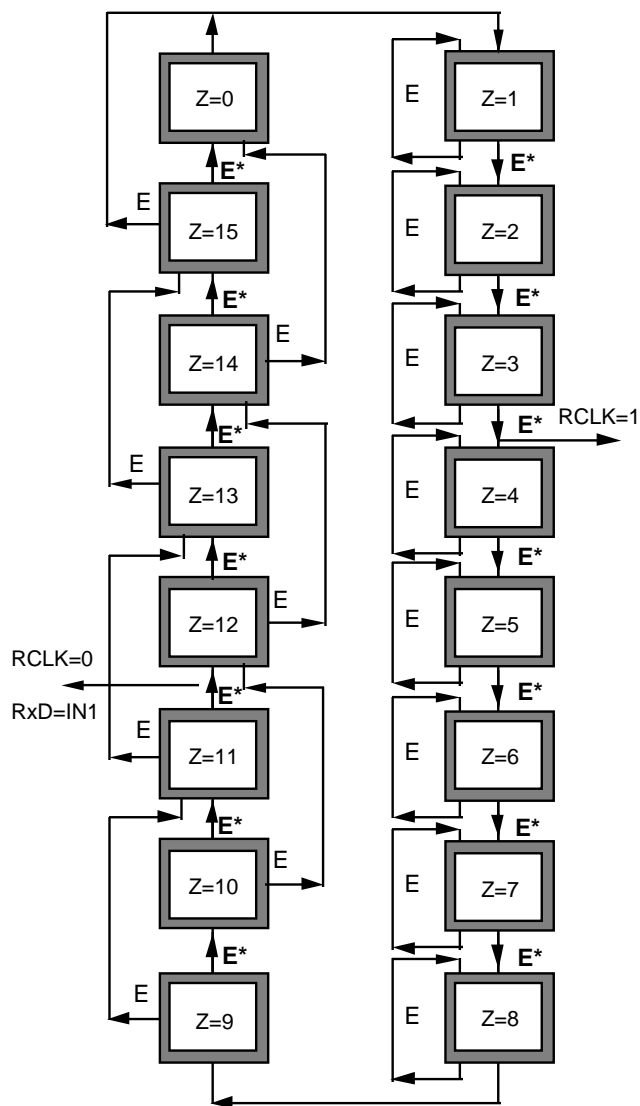 Z=0
E*
E
Z=15
E*
E
Z=14
E*
E
Z=13
E*
E
Z=12
RCLK=0
E*
RxD=IN1
E
Z=11
E*
E
Z=10
E*
E
Z=9
E
Z=1
E*
E
Z=2
E*
E
Z=3
E*
RCLK=1
E
Z=4
E*
E
Z=5
E*
E
Z=6
E*
E
Z=7
E*
E
Z=8